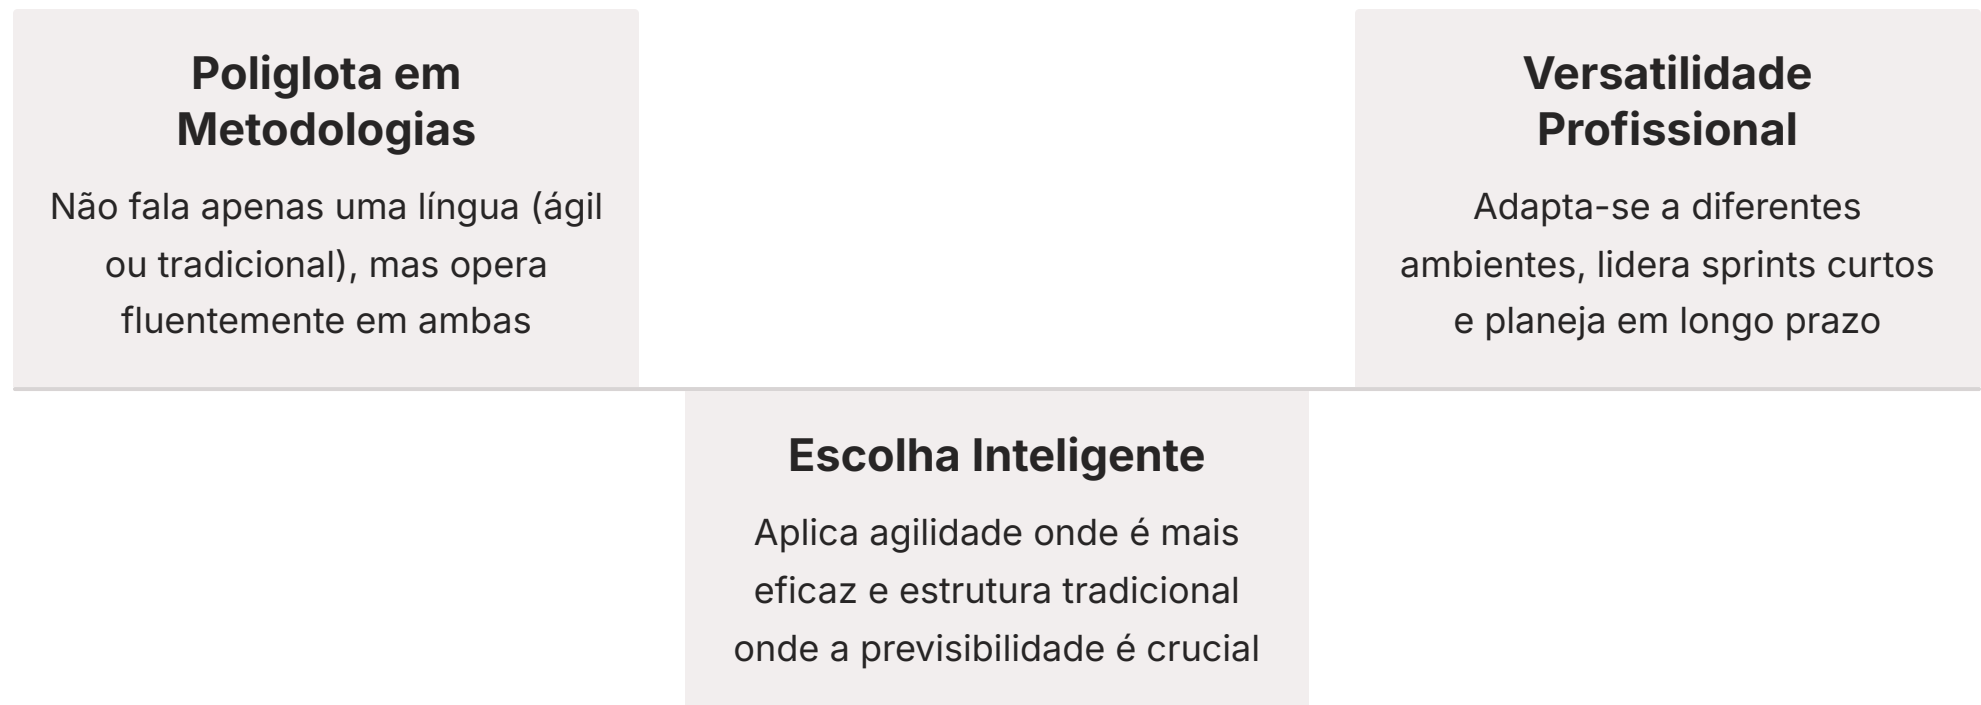 Poliglota em
Metodologias
Não fala apenas uma língua (ágil
ou tradicional), mas opera
fluentemente em ambas
Escolha Inteligente
Aplica agilidade onde é mais
eficaz e estrutura tradicional
onde a previsibilidade é crucial
Versatilidade
Profissional
Adapta-se a diferentes
ambientes, lidera sprints curtos
e planeja em longo prazo